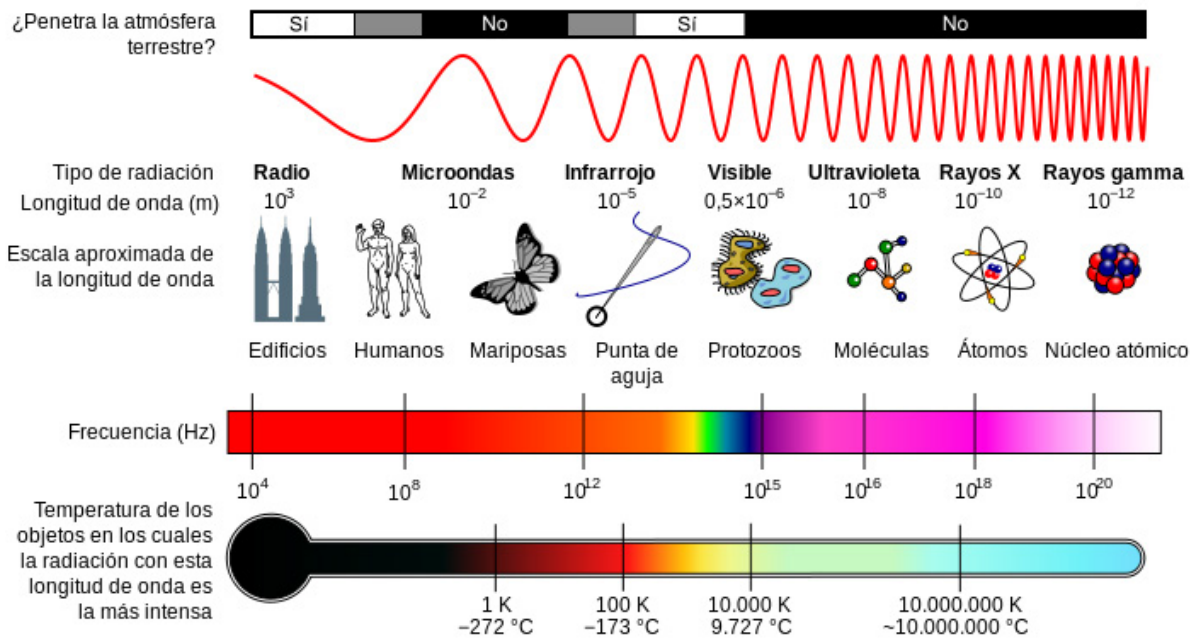 ¿Penetra la atmósfera
terrestre?
Sí No Sí No
Tipo de radiación Radio Microondas Infrarrojo Visible Ultravioleta Rayos X Rayos gamma
Longitud de onda (m) 10³ 10⁻² 10⁻⁵ 0,5×10⁻⁶ 10⁻⁸ 10⁻¹⁰ 10⁻¹²
Escala aproximada de
la longitud de onda
Edificios Humanos Mariposas Punta de
aguja Protozoos Moléculas Átomos Núcleo atómico
Frecuencia (Hz)
10⁴ 10⁸ 10¹² 10¹⁵ 10¹⁶ 10¹⁸ 10²⁰
Temperatura de los
objetos en los cuales
la radiación con esta
longitud de onda es
la más intensa
1 K 100 K 10.000 K 10.000.000 K
−272 °C −173 °C 9.727 °C ~10.000.000 °C